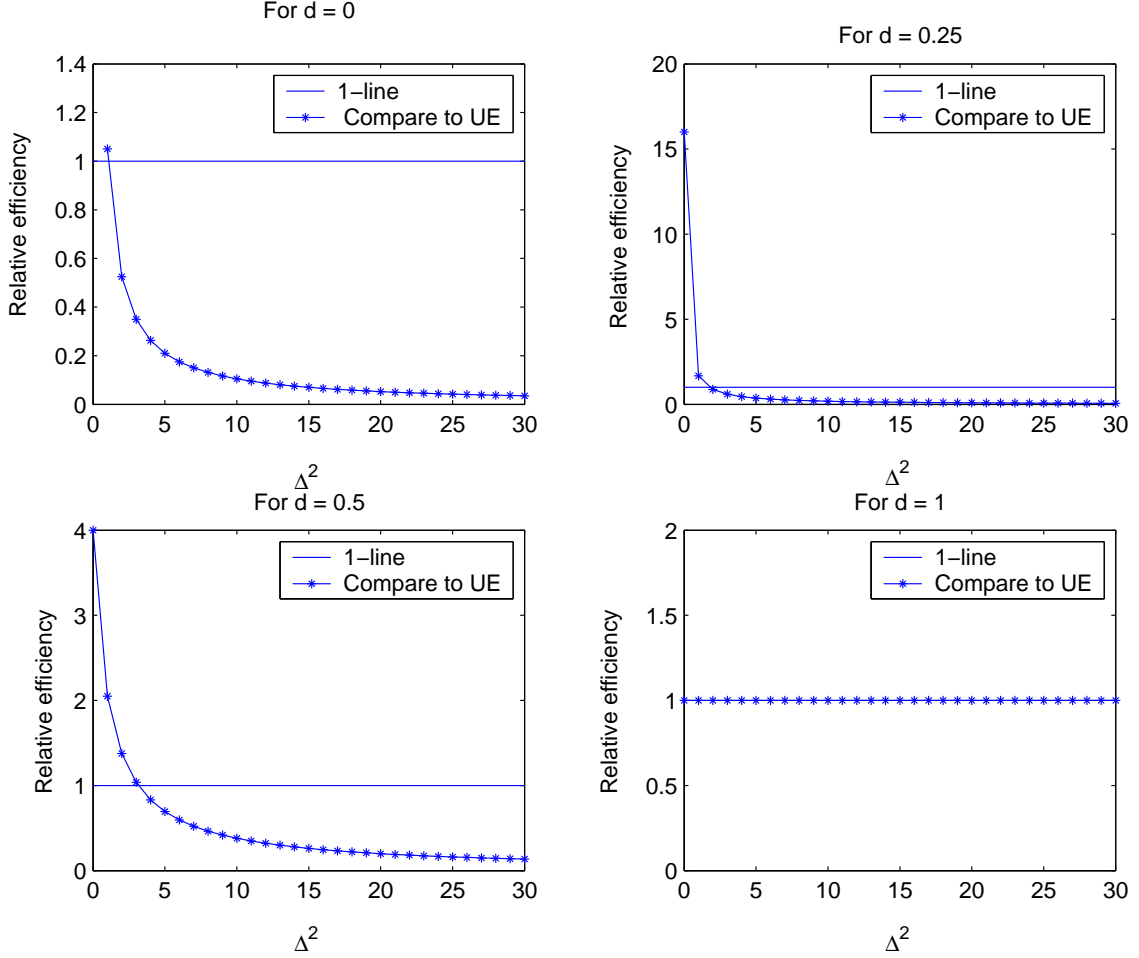 For d = 0
1.4
1.2
1
0.8
0.6
0.4
0.2
0
0 5 10 15 20 25 30
Relative efficiency
Δ²
1−line
Compare to UE
For d = 0.25
20
15
10
5
0
0 5 10 15 20 25 30
Relative efficiency
Δ²
1−line
Compare to UE
For d = 0.5
4
3
2
1
0
0 5 10 15 20 25 30
Relative efficiency
Δ²
1−line
Compare to UE
For d = 1
2
1.5
1
0.5
0
0 5 10 15 20 25 30
Relative efficiency
Δ²
1−line
Compare to UE